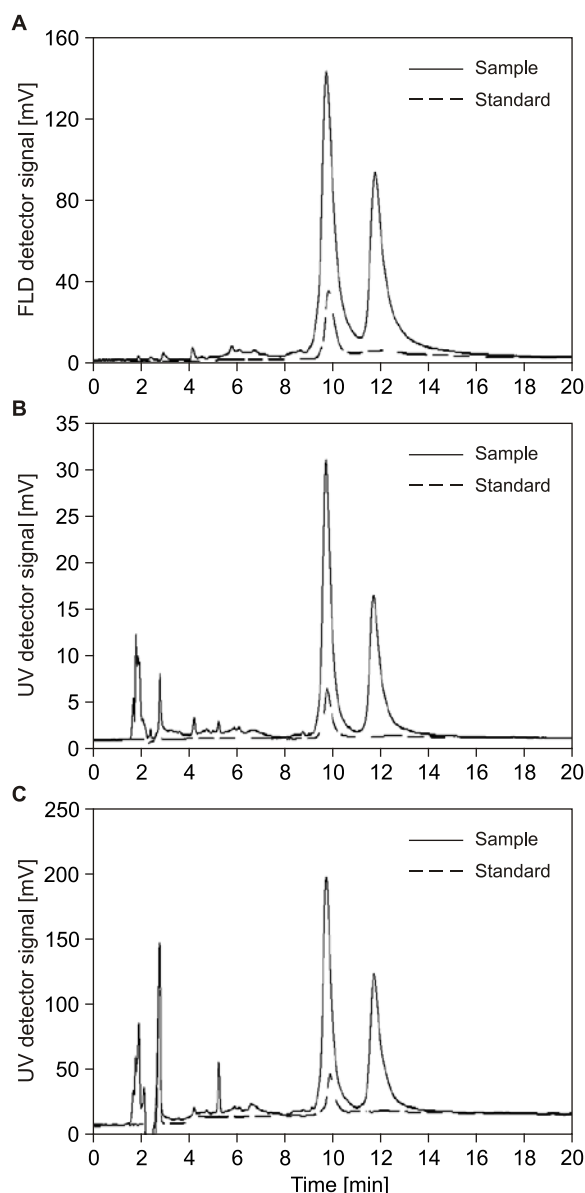 A
FLD detector signal [mV]
160
120
80
40
0
Sample
Standard
0 2 4 6 8 10 12 14 16 18 20
B
UV detector signal [mV]
35
30
25
20
15
10
5
0
Sample
Standard
0 2 4 6 8 10 12 14 16 18 20
C
UV detector signal [mV]
250
200
150
100
50
0
Sample
Standard
0 2 4 6 8 10 12 14 16 18 20
Time [min]